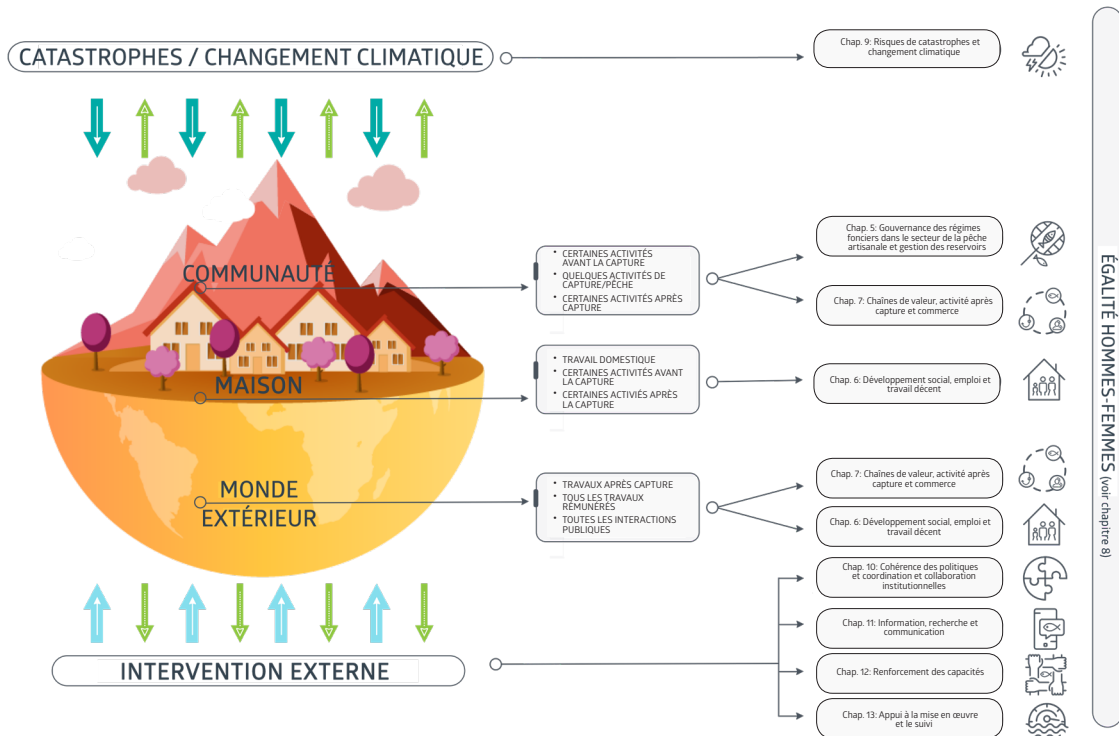 CATASTROPHES / CHANGEMENT CLIMATIQUE
Chap. 9: Risques de catastrophes et
changement climatique
COMMUNAUTÉ
• CERTAINES ACTIVITÉS
AVANT LA CAPTURE
• QUELQUES ACTIVITÉS DE
CAPTURE/PÊCHE
• CERTAINES ACTIVITÉS APRÈS
CAPTURE
Chap. 5: Gouvernance des régimes
fonciers dans le secteur de la pêche
artisanale et gestion des reservoirs
Chap. 7: Chaînes de valeur, activité après
capture et commerce
MAISON
• TRAVAIL DOMESTIQUE
• CERTAINES ACTIVITÉS AVANT
LA CAPTURE
• CERTAINES ACTIVIÉS APRÈS
LA CAPTURE
Chap. 6: Développement social, emploi et
travail décent
MONDE
EXTÉRIEUR
• TRAVAUX APRÈS CAPTURE
• TOUS LES TRAVAUX
RÉMUNÉRÉS
• TOUTES LES INTERACTIONS
PUBLIQUES
Chap. 7: Chaînes de valeur, activité après
capture et commerce
Chap. 6: Développement social, emploi et
travail décent
INTERVENTION EXTERNE
Chap. 10: Cohérence des politiques
et coordination et collaboration
institutionnelles
Chap. 11: Information, recherche et
communication
Chap. 12: Renforcement des capacités
Chap. 13: Appui à la mise en œuvre
et le suivi
ÉGALITÉ HOMMES-FEMMES (voir chapitre 8)